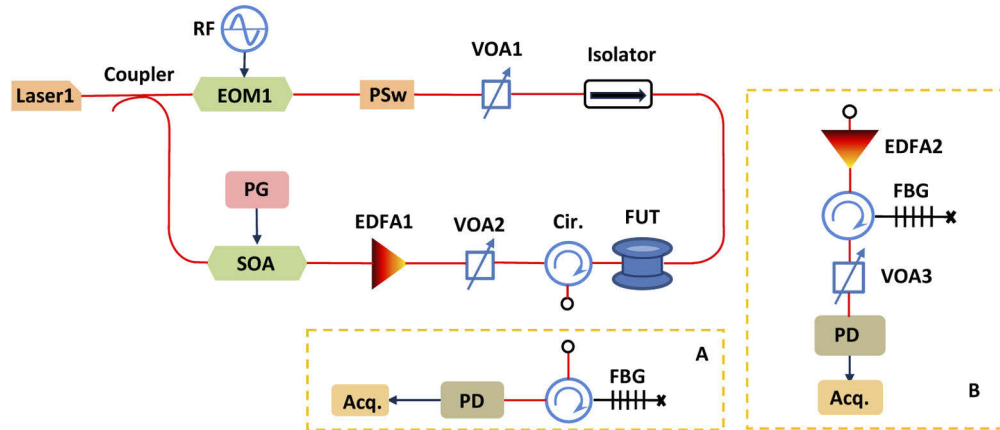 RF
VOA1
Isolator
Coupler
Laser1
EOM1
PSw
EDFA2
FBG
PG
EDFA1
VOA2
Cir.
FUT
SOA
VOA3
PD
A
FBG
Acq.
PD
Acq.
B